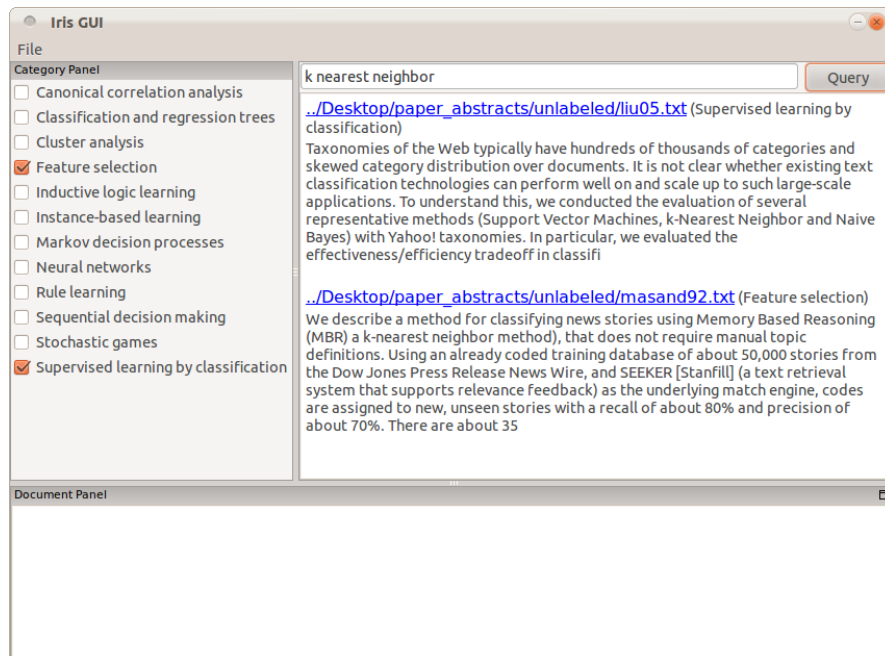 Iris GUI
File
Category Panel
Canonical correlation analysis
Classification and regression trees
Cluster analysis
Feature selection
Inductive logic learning
Instance-based learning
Markov decision processes
Neural networks
Rule learning
Sequential decision making
Stochastic games
Supervised learning by classification
k nearest neighbor
Query
../Desktop/paper_abstracts/unlabeled/liu05.txt (Supervised learning by
classification)
Taxonomies of the Web typically have hundreds of thousands of categories and
skewed category distribution over documents. It is not clear whether existing text
classification technologies can perform well on and scale up to such large-scale
applications. To understand this, we conducted the evaluation of several
representative methods (Support Vector Machines, k-Nearest Neighbor and Naive
Bayes) with Yahoo! taxonomies. In particular, we evaluated the
effectiveness/efficiency tradeoff in classifi
../Desktop/paper_abstracts/unlabeled/masand92.txt (Feature selection)
We describe a method for classifying news stories using Memory Based Reasoning
(MBR) a k-nearest neighbor method), that does not require manual topic
definitions. Using an already coded training database of about 50,000 stories from
the Dow Jones Press Release News Wire, and SEEKER [Stanfill] (a text retrieval
system that supports relevance feedback) as the underlying match engine, codes
are assigned to new, unseen stories with a recall of about 80% and precision of
about 70%. There are about 35
Document Panel